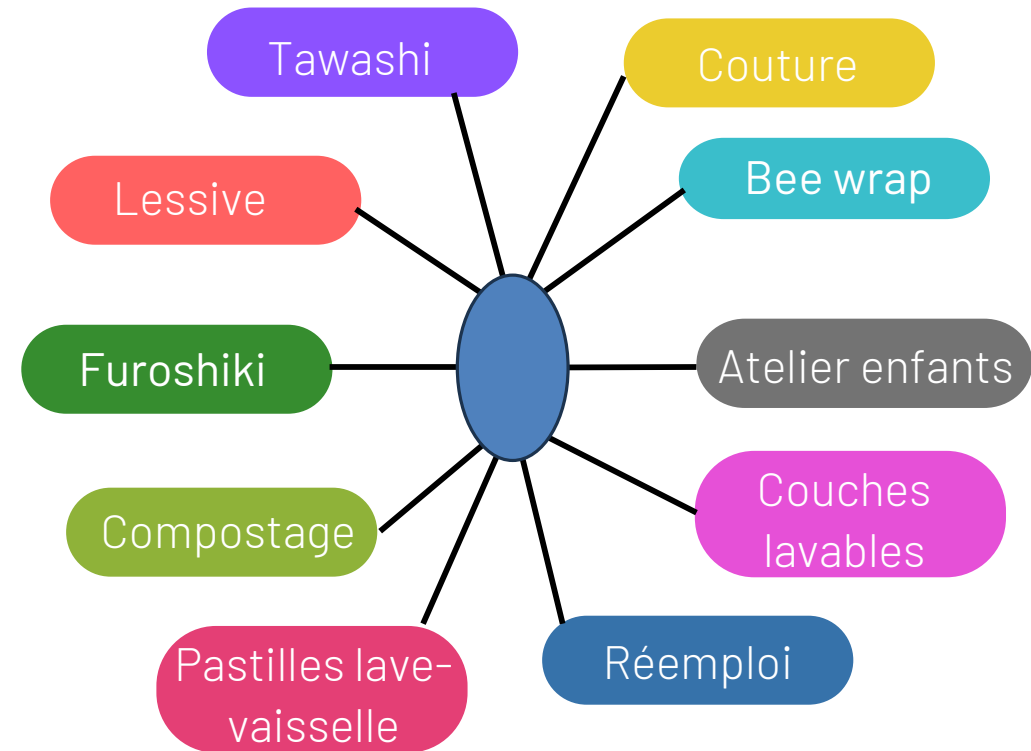 Tawashi
Couture
Lessive
Bee wrap
Furoshiki
Atelier enfants
Compostage
Couches
lavables
Pastilles lave-
vaisselle
Réemploi